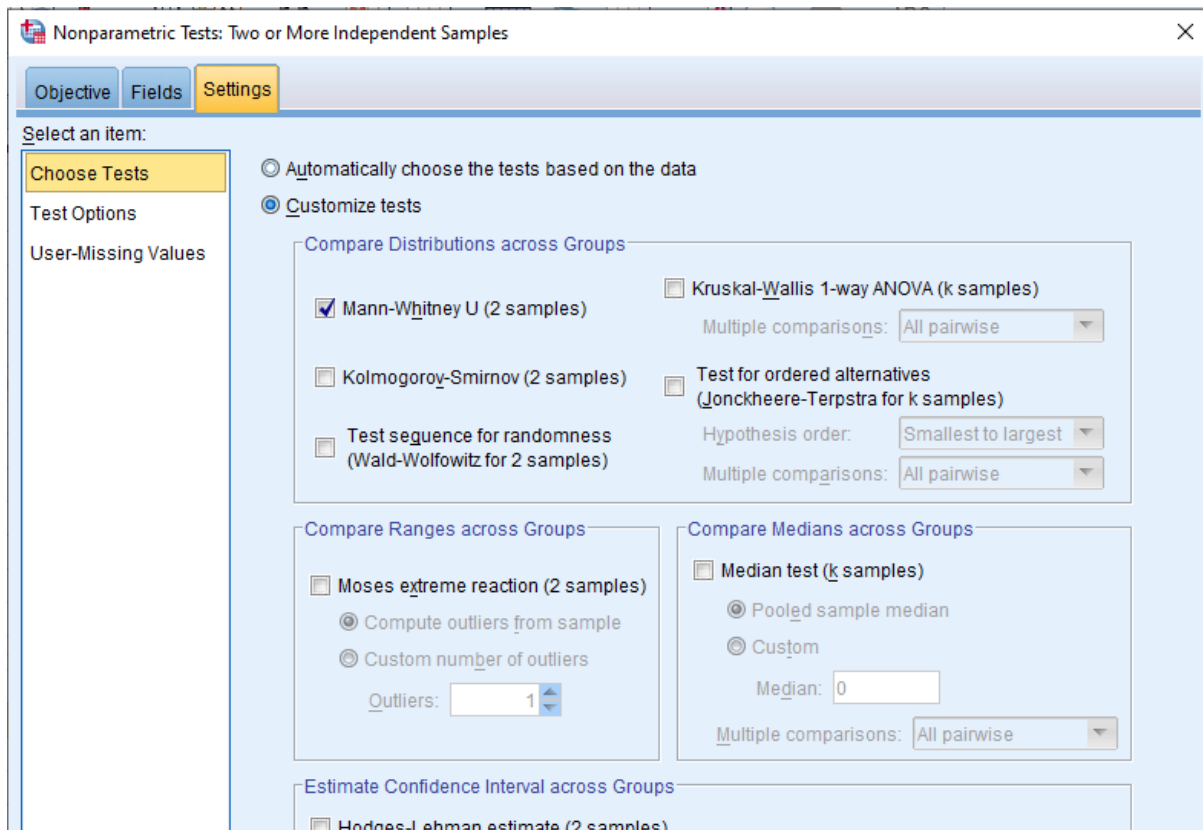 Nonparametric Tests: Two or More Independent Samples
Objective Fields Settings
Select an item:
Choose Tests
Test Options
User-Missing Values
Automatically choose the tests based on the data
Customize tests
Compare Distributions across Groups
Mann-Whitney U (2 samples)
Kolmogorov-Smirnov (2 samples)
Test sequence for randomness
(Wald-Wolfowitz for 2 samples)
Kruskal-Wallis 1-way ANOVA (k samples)
Multiple comparisons: All pairwise
Test for ordered alternatives
(Jonckheere-Terpstra for k samples)
Hypothesis order: Smallest to largest
Multiple comparisons: All pairwise
Compare Ranges across Groups
Moses extreme reaction (2 samples)
Compute outliers from sample
Custom number of outliers
Outliers: 1
Compare Medians across Groups
Median test (k samples)
Pooled sample median
Custom
Median: 0
Multiple comparisons: All pairwise
Estimate Confidence Interval across Groups
Hodges-Lehman estimate (2 samples)